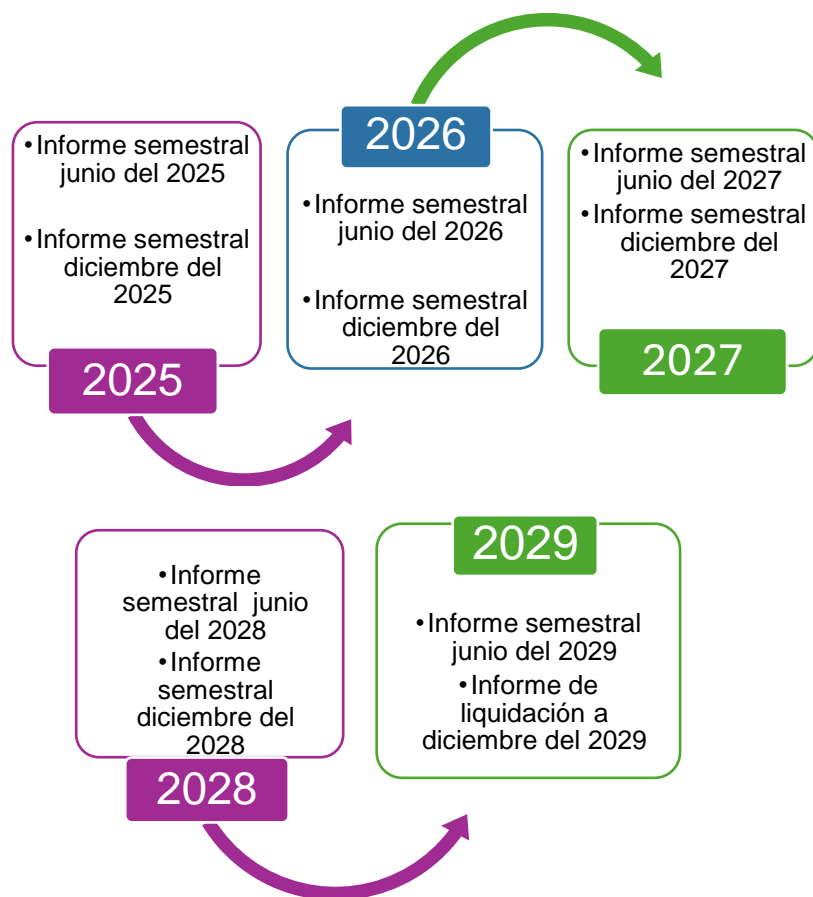 •Informe semestral
junio del 2025
•Informe semestral
diciembre del
2025
2025
2026
•Informe semestral
junio del 2026
•Informe semestral
diciembre del
2026
•Informe semestral
junio del 2027
•Informe semestral
diciembre del
2027
2027
•Informe
semestral junio
del 2028
•Informe
semestral
diciembre del
2028
2028
2029
•Informe semestral
junio del 2029
•Informe de
liquidación a
diciembre del 2029